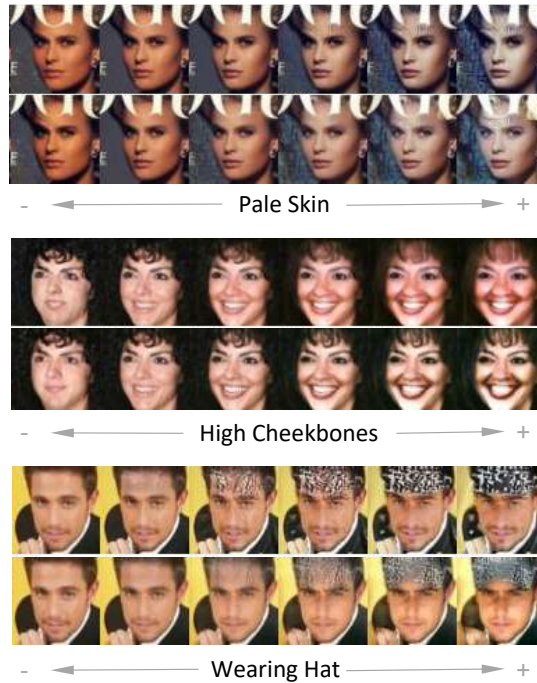 - Pale Skin +
- High Cheekbones +
- Wearing Hat +